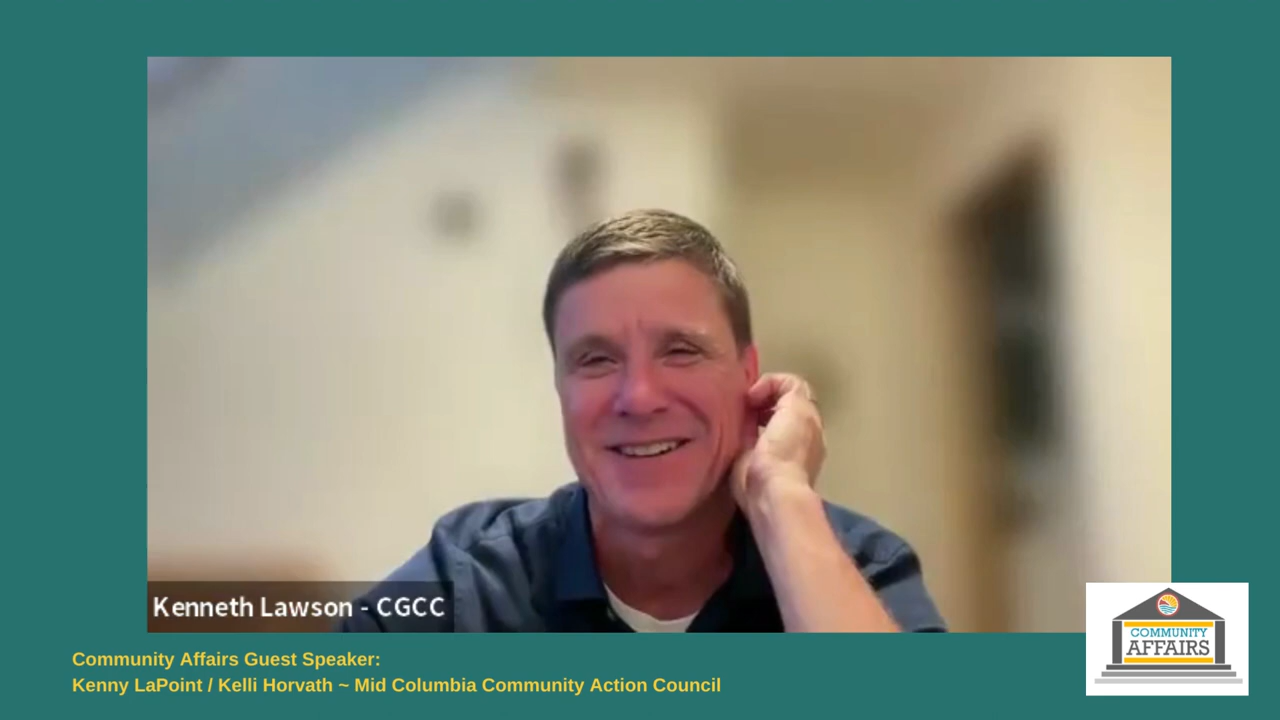 Kenneth Lawson - CGCC
Community Affairs Guest Speaker:
Kenny LaPoint / Kelli Horvath ~ Mid Columbia Community Action Council
COMMUNITY
AFFAIRS